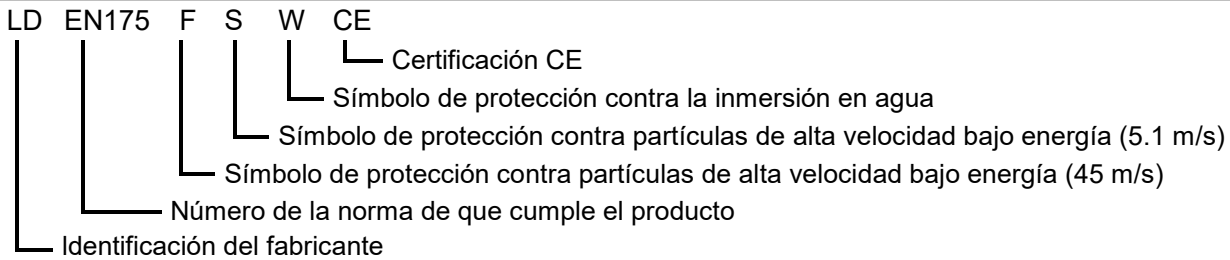 LD EN175 F S W CE
Certificación CE
Símbolo de protección contra la inmersión en agua
Símbolo de protección contra partículas de alta velocidad bajo energía (5.1 m/s)
Símbolo de protección contra partículas de alta velocidad bajo energía (45 m/s)
Número de la norma de que cumple el producto
Identificación del fabricante